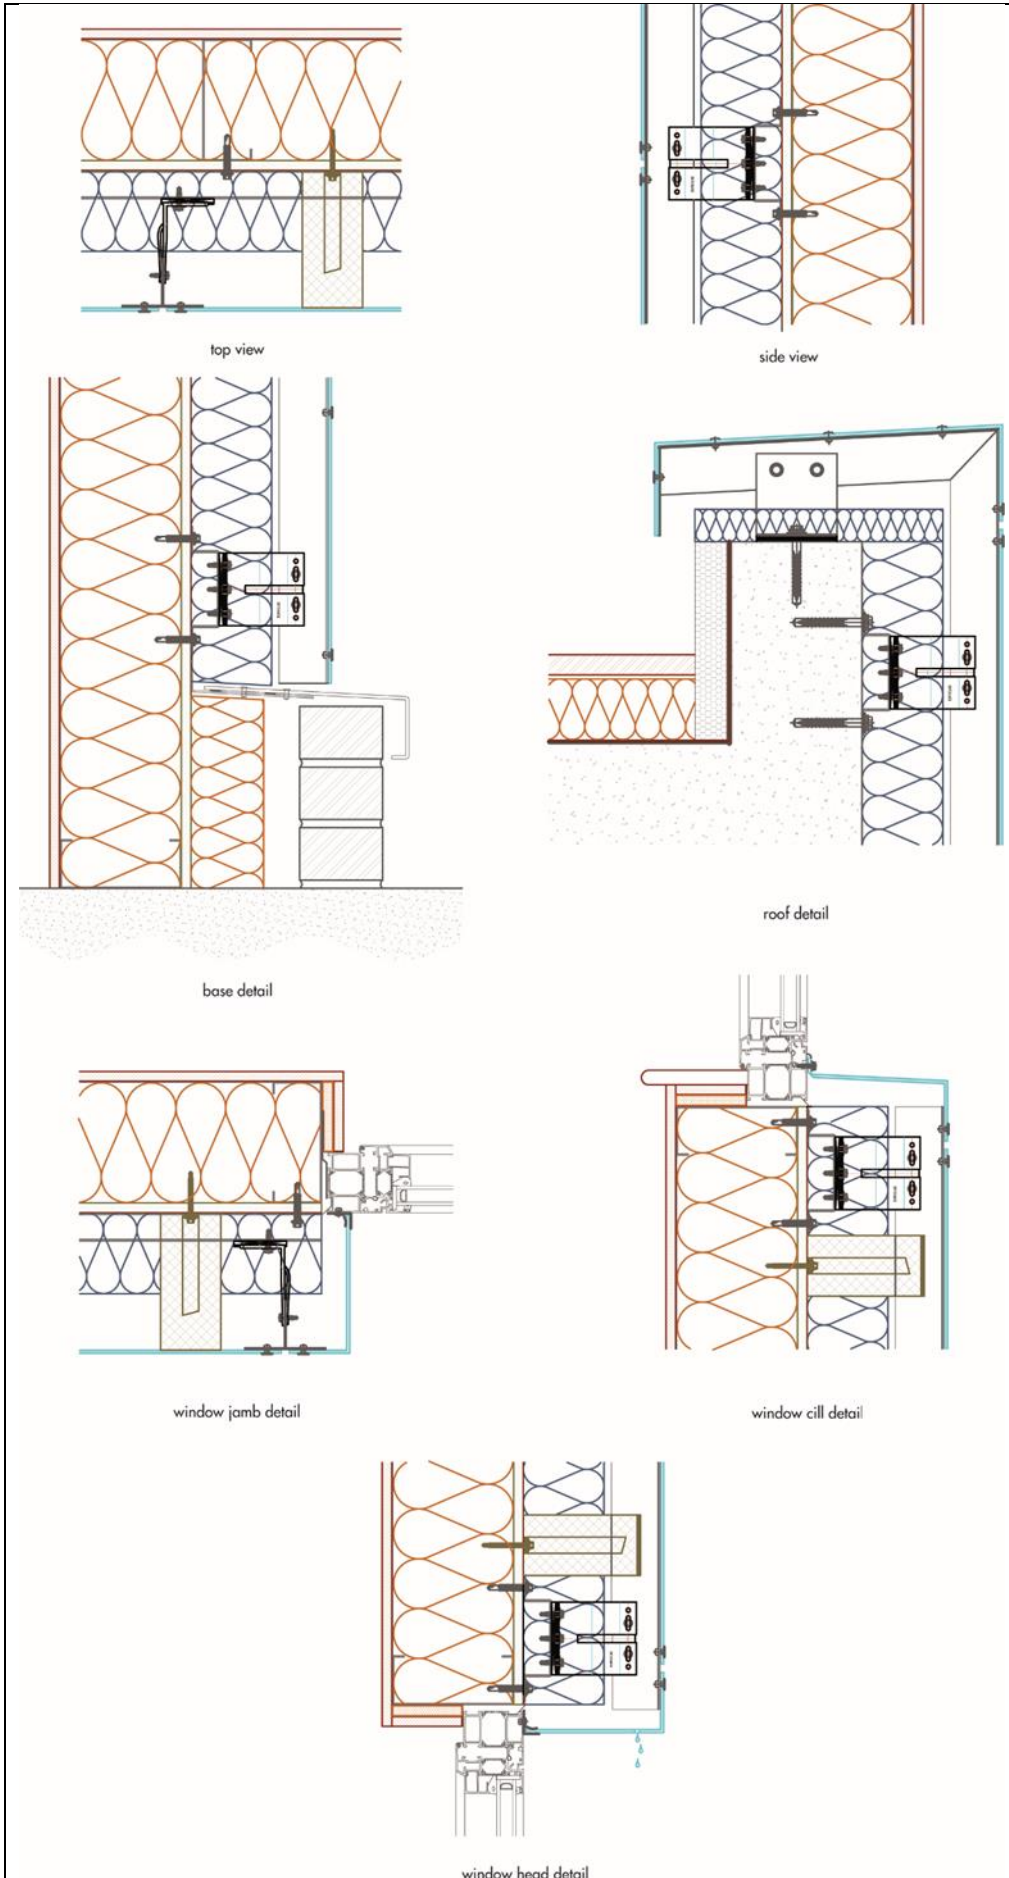 top view
side view
base detail
roof detail
window jamb detail
window cill detail
window head detail